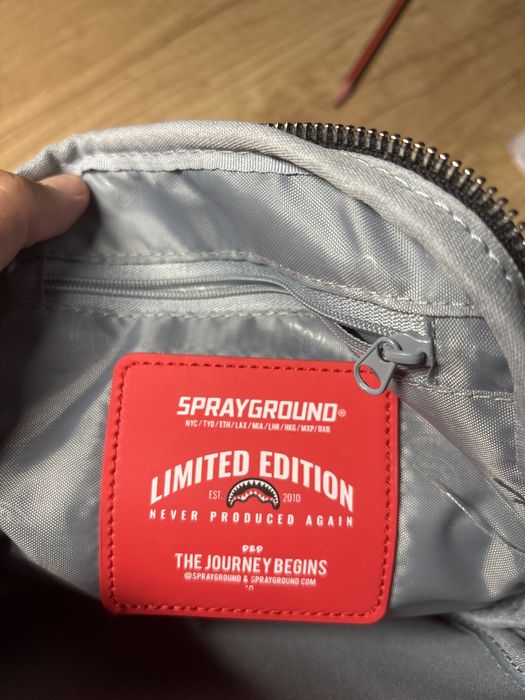 SPRAYGROUND®
NYC / TYO / ETH / LAX / MIA / LHR / HKG / MXP / DXB
LIMITED EDITION
EST. 2010
NEVER PRODUCED AGAIN
THE JOURNEY BEGINS
@SPRAYGROUND & SPRAYGROUND.COM